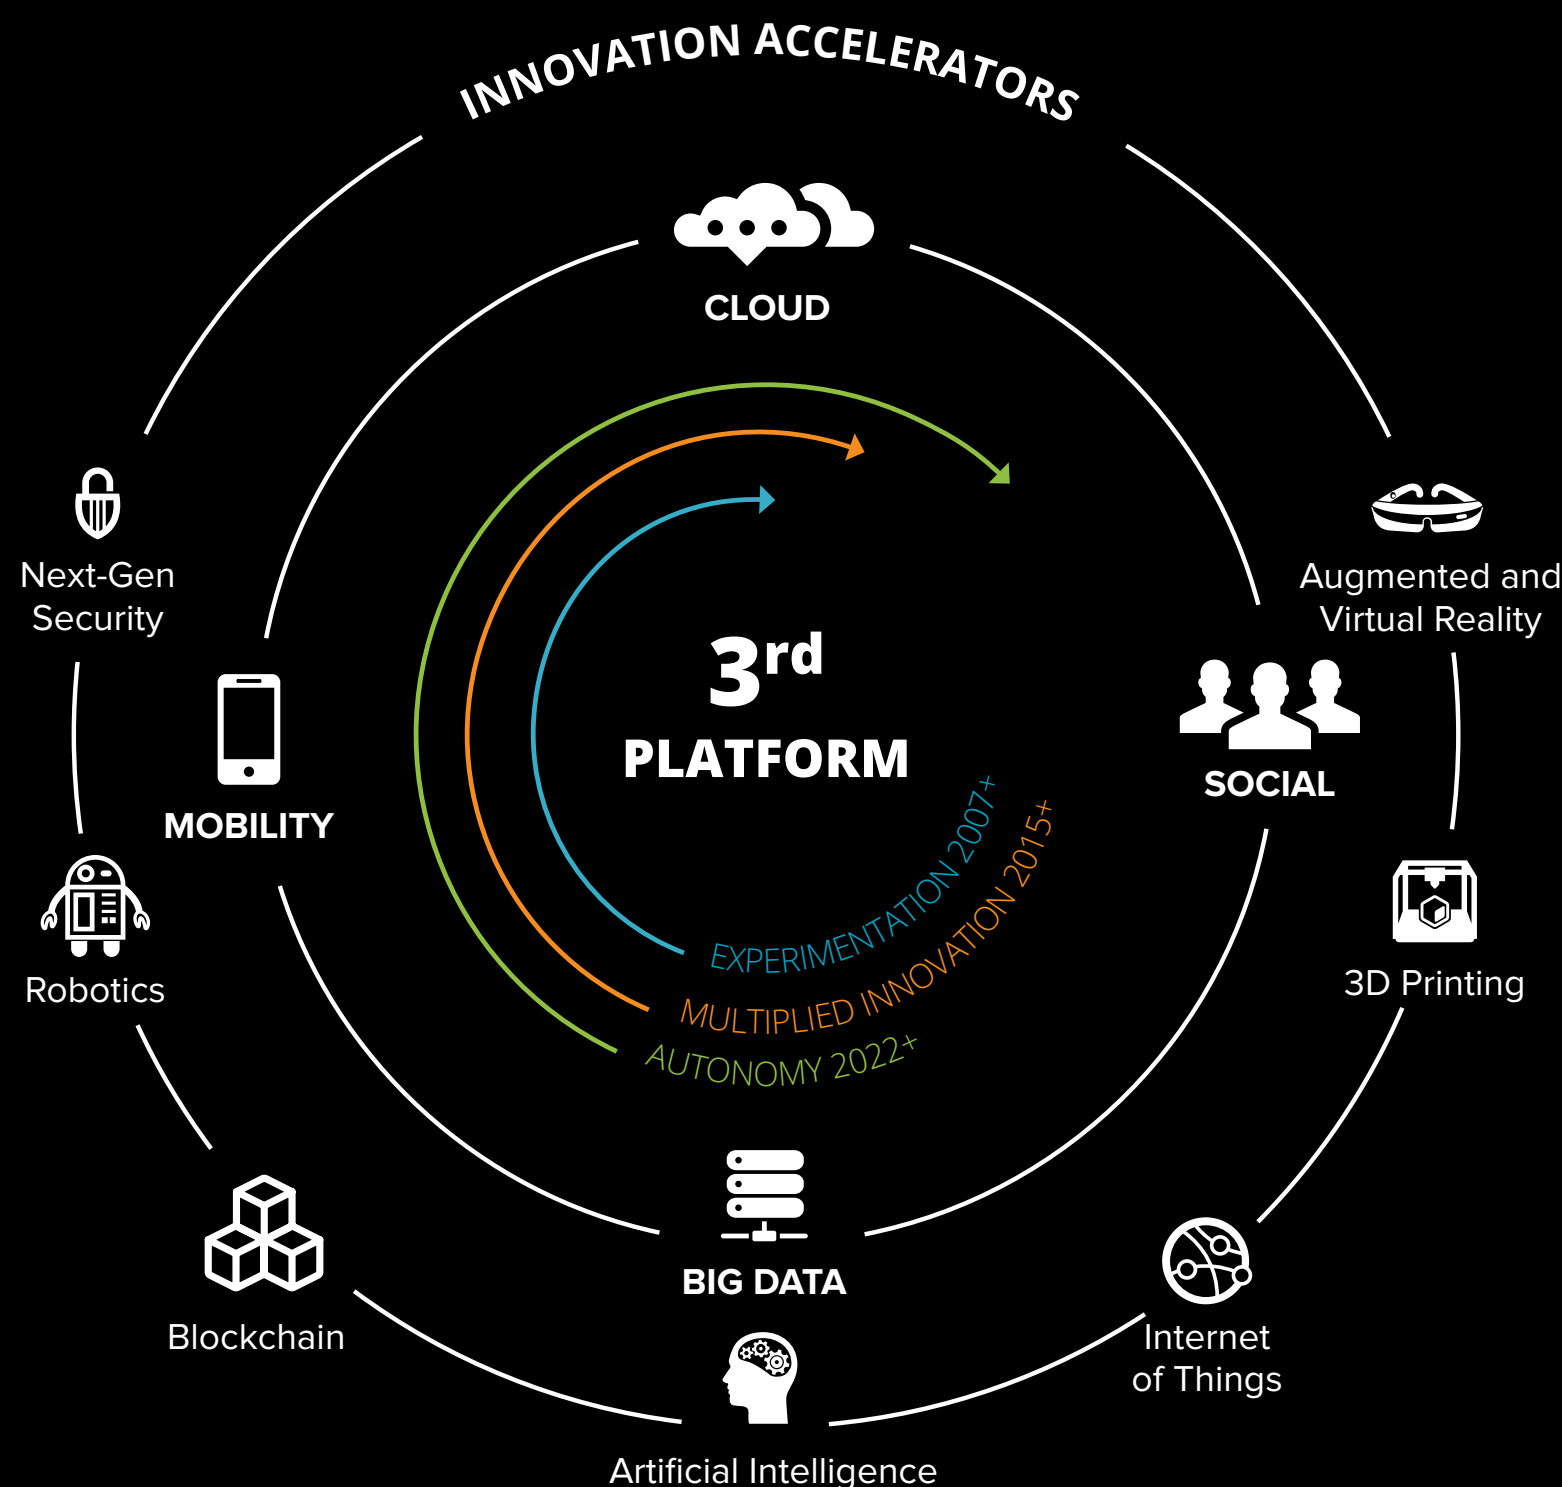 INNOVATION ACCELERATORS
CLOUD
Next-Gen
Security
Augmented and
Virtual Reality
3rd
PLATFORM
MOBILITY
SOCIAL
EXPERIMENTATION 2007+
MULTIPLIED INNOVATION 2015+
AUTONOMY 2022+
Robotics
3D Printing
BIG DATA
Blockchain
Internet
of Things
Artificial Intelligence